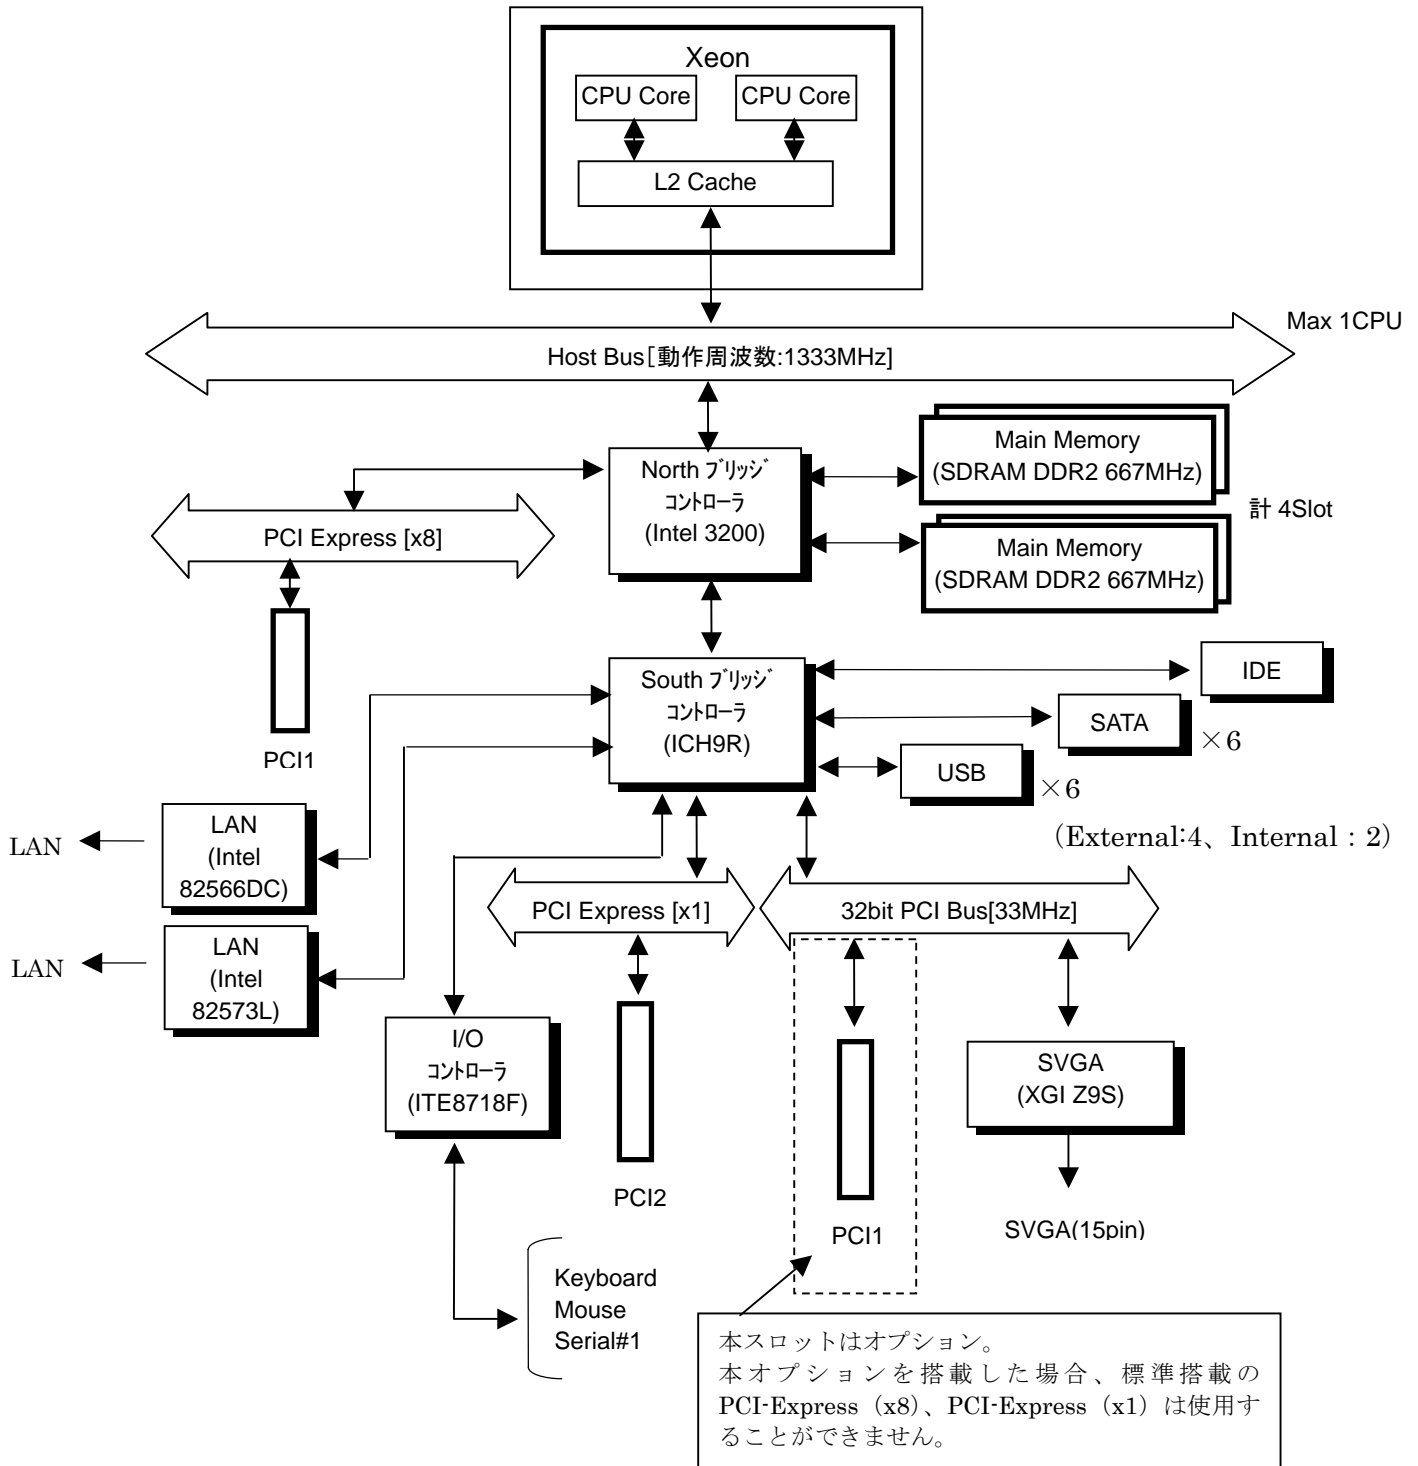 Xeon
CPU Core
CPU Core
L2 Cache
Max 1CPU
Host Bus[動作周波数:1333MHz]
North ブリッジ
コントローラ
(Intel 3200)
Main Memory
(SDRAM DDR2 667MHz)
計 4Slot
Main Memory
(SDRAM DDR2 667MHz)
PCI Express [x8]
PCI1
South ブリッジ
コントローラ
(ICH9R)
IDE
SATA
×6
USB
×6
(External:4、Internal:2)
LAN
LAN
(Intel
82566DC)
LAN
LAN
(Intel
82573L)
PCI Express [x1]
32bit PCI Bus[33MHz]
I/O
コントローラ
(ITE8718F)
PCI2
PCI1
SVGA
(XGI Z9S)
SVGA(15pin)
Keyboard
Mouse
Serial#1
本スロットはオプション。
本オプションを搭載した場合、標準搭載の
PCI-Express（x8）、PCI-Express（x1）は使用す
ることができません。